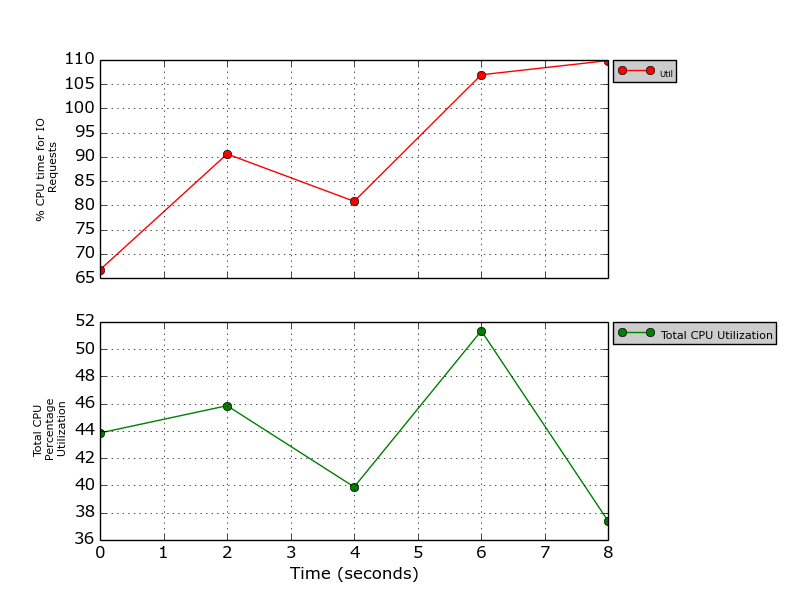 110
105
100
95
90
85
80
75
70
65
% CPU time for IO
Requests
Util
52
50
48
46
44
42
40
38
36
Total CPU
Percentage
Utilization
Total CPU Utilization
0 1 2 3 4 5 6 7 8
Time (seconds)